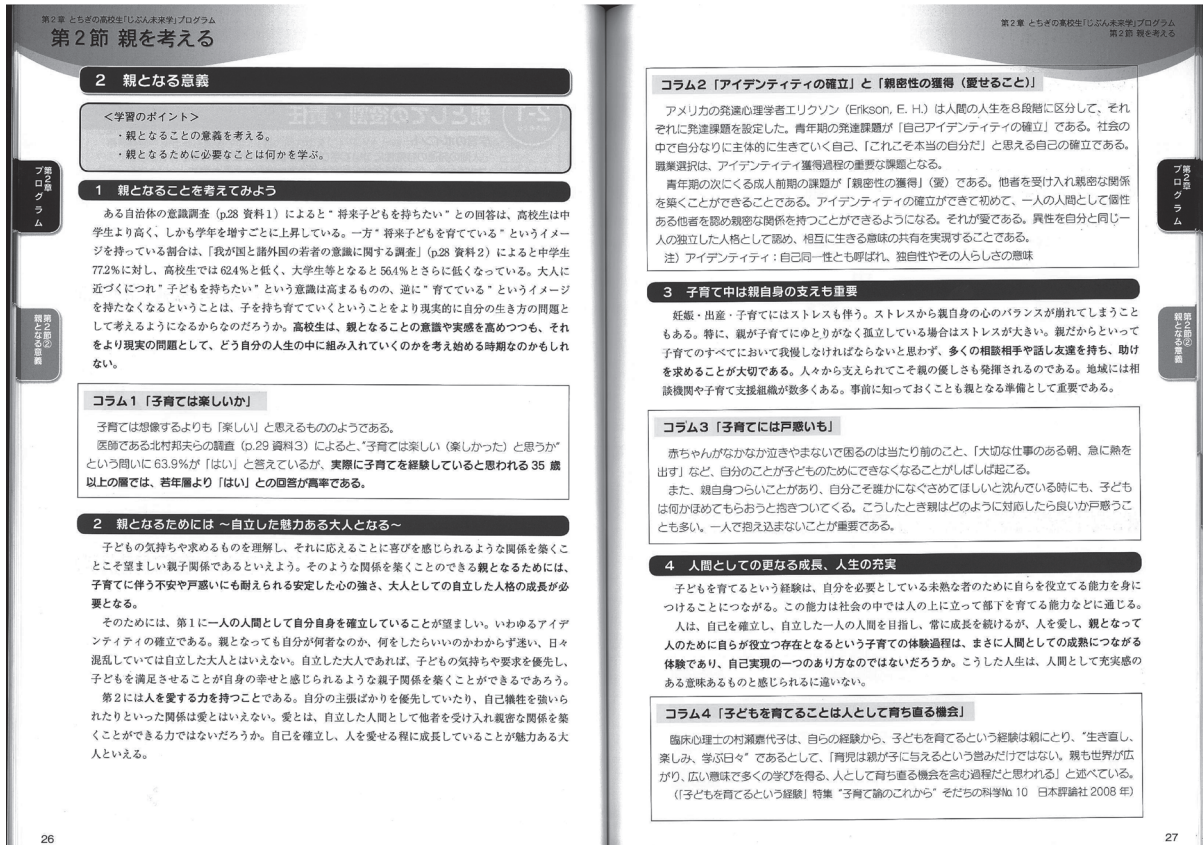 第2章 とちぎの高校生「じぶん未来学」プログラム
第2節 親を考える
2 親となる意義
<学習のポイント>
・親となることの意義を考える。
・親となるために必要なことは何かを学ぶ。
第2章
プログラム
第2節②
親となる意義
1 親となることを考えてみよう
ある自治体の意識調査（p.28 資料1）によると"将来子どもを持ちたい"との回答は、高校生は中
学生より高く、しかも学年を増すごとに上昇している。一方"将来子どもを育てている"というイメー
ジを持っている割合は、「我が国と諸外国の若者の意識に関する調査」（p.28 資料2）によると中学生
77.2%に対し、高校生では62.4%と低く、大学生等となると56.4%とさらに低くなっている。大人に
近づくにつれ"子どもを持ちたい"という意識は高まるものの、逆に"育てている"というイメージ
を持たなくなるということは、子を持ち育てていくということをより現実的に自分の生き方の問題と
して考えるようになるからなのだろうか。高校生は、親となることの意識や実感を高めつつも、それ
をより現実の問題として、どう自分の人生の中に組み入れていくのかを考え始める時期なのかもしれ
ない。
コラム1「子育ては楽しいか」
子育ては想像するよりも「楽しい」と思えるもののようである。
医師である北村邦夫らの調査（p.29 資料3）によると、"子育ては楽しい（楽しかった）と思うか"
という問いに63.9%が「はい」と答えているが、実際に子育てを経験していると思われる35 歳
以上の層では、若年層より「はい」との回答が高率である。
2 親となるためには ～自立した魅力ある大人となる～
子どもの気持ちや求めるものを理解し、それに応えることに喜びを感じられるような関係を築くこ
とこそ望ましい親子関係であるといえよう。そのような関係を築くことのできる親となるためには、
子育てに伴う不安や戸惑いにも耐えられる安定した心の強さ、大人としての自立した人格の成長が必
要となる。
そのためには、第1に一人の人間として自分自身を確立していることが望ましい。いわゆるアイデ
ンティティの確立である。親となっても自分が何者なのか、何をしたらいいのかわからず迷い、日々
混乱していては自立した大人とはいえない。自立した大人であれば、子どもの気持ちや要求を優先し、
子どもを満足させることが自身の幸せと感じられるような親子関係を築くことができるであろう。
第2には人を愛する力を持つことである。自分の主張ばかりを優先していたり、自己犠牲を強いら
れたりといった関係は愛とはいえない。愛とは、自立した人間として他者を受け入れ親密な関係を築
くことができる力ではないだろうか。自己を確立し、人を愛せる程に成長していることが魅力ある大
人といえる。
26
第2章 とちぎの高校生「じぶん未来学」プログラム
第2節 親を考える
コラム2「アイデンティティの確立」と「親密性の獲得（愛せること）」
アメリカの発達心理学者エリクソン（Erikson, E. H.）は人間の人生を8段階に区分して、それ
ぞれに発達課題を設定した。青年期の発達課題が「自己アイデンティティの確立」である。社会の
中で自分なりに主体的に生きていく自己、「これこそ本当の自分だ」と思える自己の確立である。
職業選択は、アイデンティティ獲得過程の重要な課題となる。
青年期の次にくる成人前期の課題が「親密性の獲得」（愛）である。他者を受け入れ親密な関係
を築くことができることである。アイデンティティの確立ができて初めて、一人の人間として個性
ある他者を認め親密な関係を持つことができるようになる。それが愛である。異性を自分と同じ一
人の独立した人格として認め、相互に生きる意味の共有を実現することである。
注）アイデンティティ；自己同一性とも呼ばれ、独自性やその人らしさの意味
3 子育て中は親自身の支えも重要
妊娠・出産・子育てにはストレスも伴う。ストレスから親自身の心のバランスが崩れてしまうこと
もある。特に、親が子育てにゆとりがなく孤立している場合はストレスが大きい。親だからといって
子育てのすべてにおいて我慢しなければならないと思わず、多くの相談相手や話し友達を持ち、助け
を求めることが大切である。人々から支えられてこそ親の優しさも発揮されるのである。地域には相
談機関や子育て支援組織が数多くある。事前に知っておくことも親となる準備として重要である。
コラム3「子育てには戸惑いも」
赤ちゃんがなかなか泣きやまないで困るのは当たり前のこと、「大切な仕事のある朝、急に熱を
出す」など、自分のことが子どものためにできなくなることがしばしば起こる。
また、親自身つらいことがあり、自分こそ誰かになぐさめてほしいと沈んでいる時にも、子ども
は何かほめてもらおうと抱きついてくる。こうしたとき親はどのように対応したら良いか戸惑うこ
とも多い。一人で抱え込まないことが重要である。
4 人間としての更なる成長、人生の充実
子どもを育てるという経験は、自分を必要としている未熟な者のために自らを役立てる能力を身に
つけることにつながる。この能力は社会の中では人の上に立って部下を育てる能力などに通じる。
人は、自己を確立し、自立した一人の人間を目指し、常に成長を続けるが、人を愛し、親となって
人のために自らが役立つ存在となるという子育ての体験過程は、まさに人間としての成熟につながる
体験であり、自己実現の一つのあり方なのではないだろうか。こうした人生は、人間として充実感の
ある意味あるものと感じられるに違いない。
コラム4「子どもを育てることは人として育ち直る機会」
臨床心理士の村瀬嘉代子は、自らの経験から、子どもを育てるという経験は親にとり、"生き直し、
楽しみ、学ぶ日々"であるとして、「育児は親が子に与えるという営みだけではない。親も世界が広
がり、広い意味で多くの学びを得る、人として育ち直る機会を含む過程だと思われる」と述べている。
（「子どもを育てるという経験」特集 "子育て論のこれから" そだちの科学№10 日本評論社 2008 年）
第2章
プログラム
第2節②
親となる意義
27